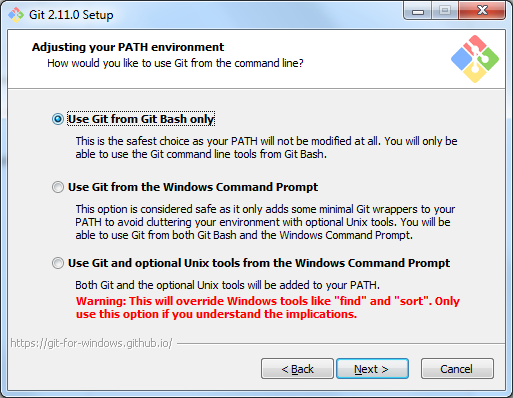 Git 2.11.0 Setup
Adjusting your PATH environment
How would you like to use Git from the command line?
Use Git from Git Bash only
This is the safest choice as your PATH will not be modified at all. You will only be
able to use the Git command line tools from Git Bash.
Use Git from the Windows Command Prompt
This option is considered safe as it only adds some minimal Git wrappers to your
PATH to avoid cluttering your environment with optional Unix tools. You will be
able to use Git from both Git Bash and the Windows Command Prompt.
Use Git and optional Unix tools from the Windows Command Prompt
Both Git and the optional Unix tools will be added to your PATH.
Warning: This will override Windows tools like "find" and "sort". Only
use this option if you understand the implications.
https://git-for-windows.github.io/
< Back Next > Cancel